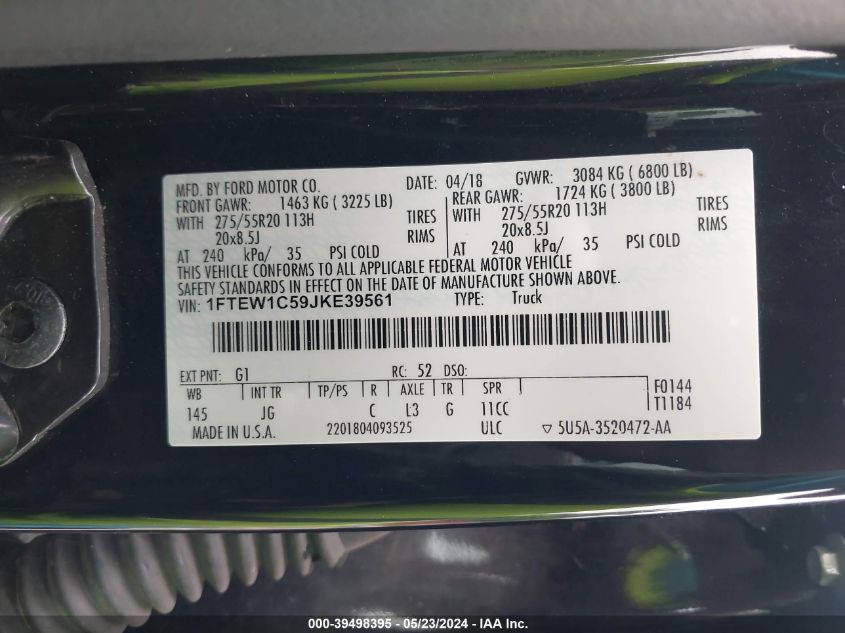 MFD. BY FORD MOTOR CO. DATE: 04/18 GVWR: 3084 KG ( 6800 LB)
FRONT GAWR: 1463 KG ( 3225 LB) REAR GAWR: 1724 KG ( 3800 LB)
WITH 275/55R20 113H TIRES WITH 275/55R20 113H TIRES
20x8.5J RIMS 20x8.5J RIMS
AT 240 kPa/ 35 PSI COLD AT 240 kPa/ 35 PSI COLD
THIS VEHICLE CONFORMS TO ALL APPLICABLE FEDERAL MOTOR VEHICLE
SAFETY STANDARDS IN EFFECT ON THE DATE OF MANUFACTURE SHOWN ABOVE.
VIN: 1FTEW1C59JKE39561 TYPE: Truck
EXT PNT: G1 RC: 52 DSO:
WB INT TR TP/PS R AXLE TR SPR F0144
145 JG C L3 G 11CC T1184
MADE IN U.S.A. 2201804093525 ULC ▽ 5U5A-3520472-AA
000-39498395 - 05/23/2024 - IAA Inc.